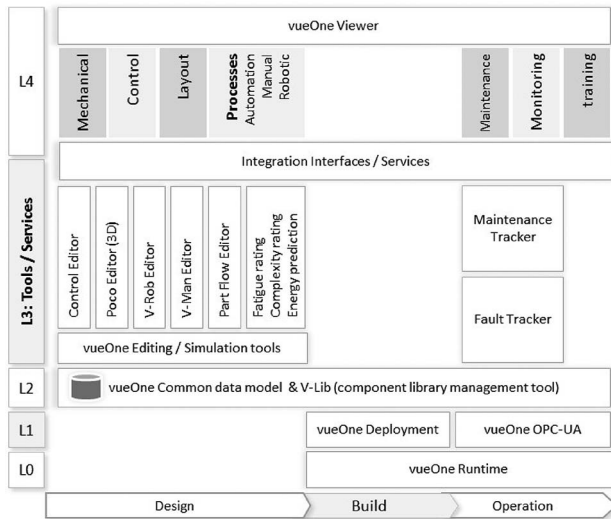 vueOne Viewer
L4
Mechanical
Control
Layout
Processes
Automation
Manual
Robotic
Maintenance
Monitoring
training
Integration Interfaces / Services
L3: Tools / Services
Control Editor
Poco Editor (3D)
V-Rob Editor
V-Man Editor
Part Flow Editor
Fatigue rating
Complexity rating
Energy prediction
Maintenance
Tracker
Fault Tracker
vueOne Editing / Simulation tools
L2
vueOne Common data model & V-Lib (component library management tool)
L1
vueOne Deployment
vueOne OPC-UA
L0
vueOne Runtime
Design
Build
Operation